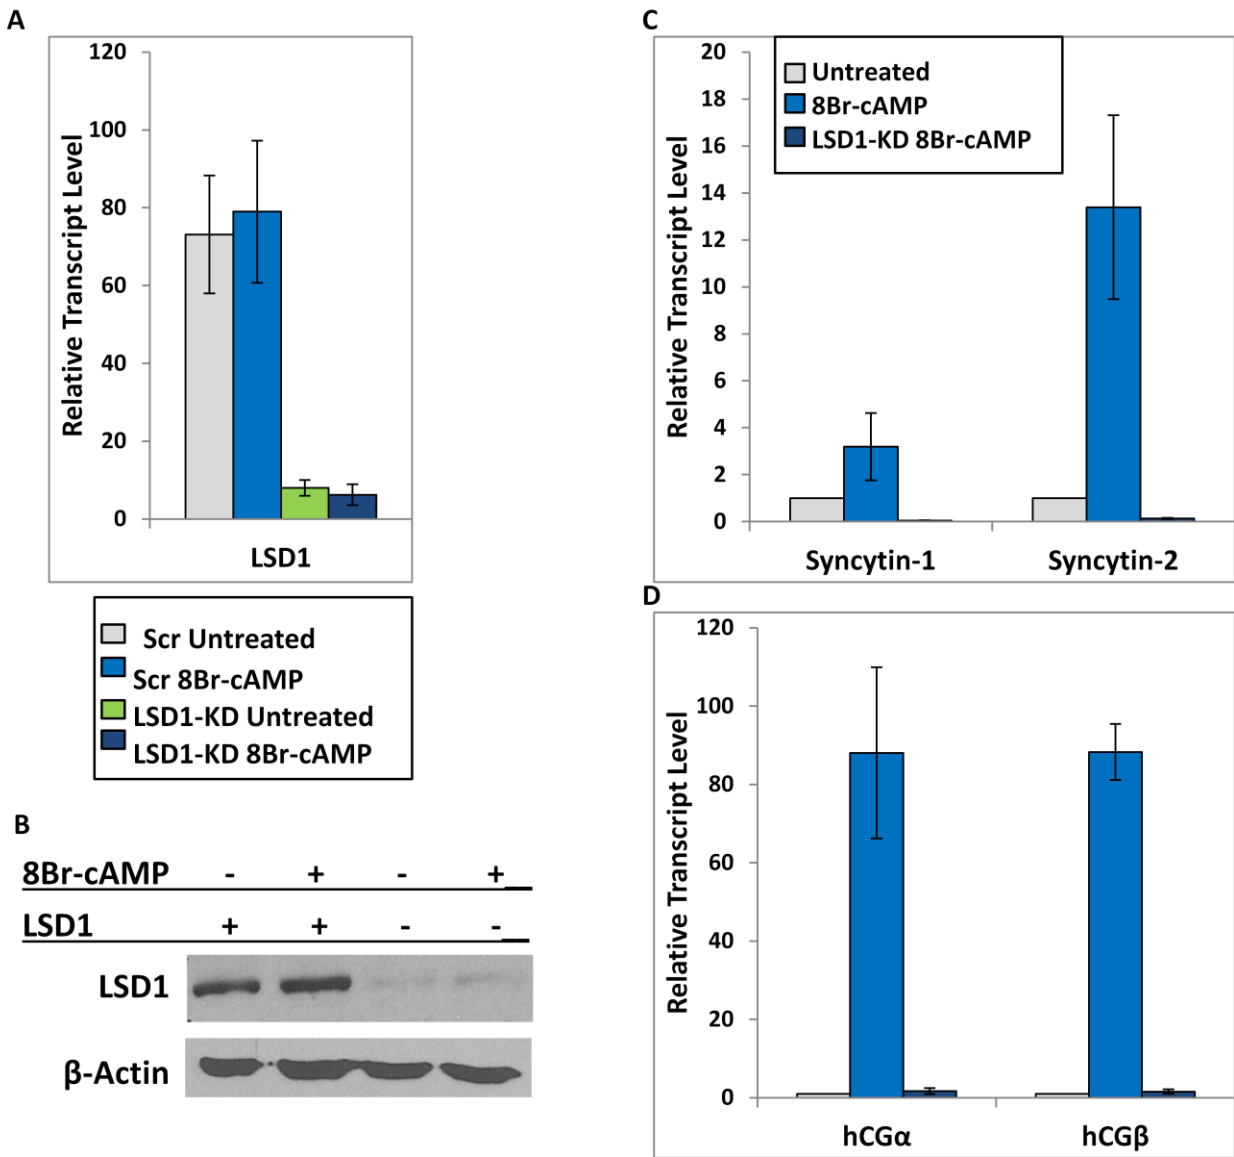 A
Relative Transcript Level
120
100
80
60
40
20
0
LSD1
Scr Untreated
Scr 8Br-cAMP
LSD1-KD Untreated
LSD1-KD 8Br-cAMP
B
8Br-cAMP - + - +
LSD1 + + - -
LSD1
β-Actin
C
Relative Transcript Level
20
18
16
14
12
10
8
6
4
2
0
Untreated
8Br-cAMP
LSD1-KD 8Br-cAMP
Syncytin-1 Syncytin-2
D
Relative Transcript Level
120
100
80
60
40
20
0
hCGα hCGβ